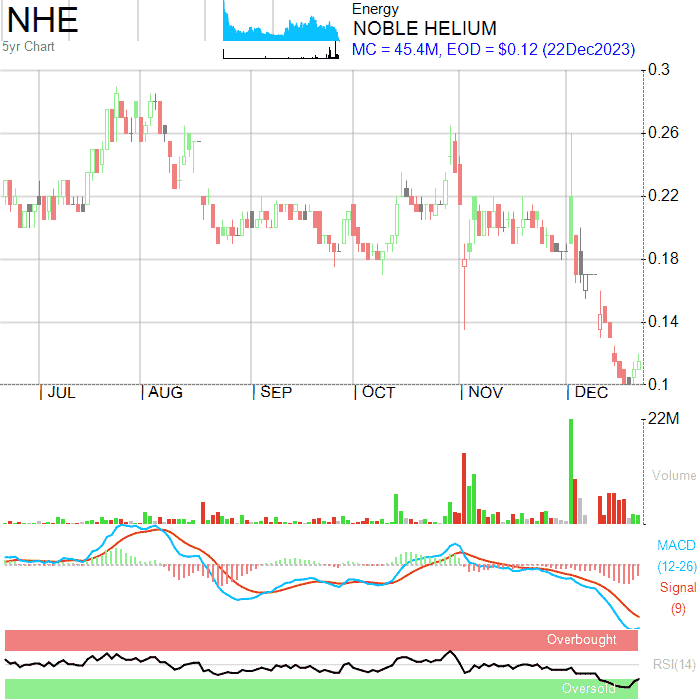 NHE
5yr Chart
Energy
NOBLE HELIUM
MC = 45.4M, EOD = $0.12 (22Dec2023)
0.3
0.26
0.22
0.18
0.14
0.1
JUL AUG SEP OCT NOV DEC
22M
Volume
MACD
(12-26)
Signal
(9)
Overbought
RSI(14)
Oversold